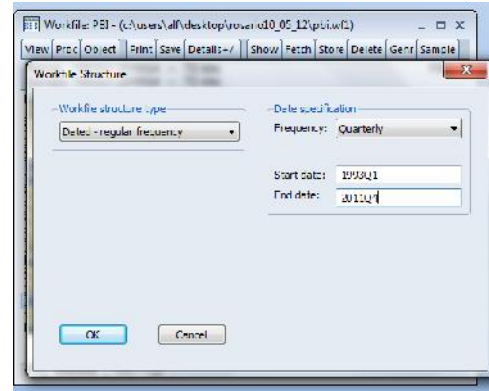 Workfile: PBI - (c:\users\alf\desktop\rosario10_05_12\pbi.wf1)
View Proc Object Print Save Details+/- Show Fetch Store Delete Genr Sample
Workfile Structure
Workfile structure type
Dated - regular frequency
Date specification
Frequency: Quarterly
Start date: 1993Q1
End date: 2011Q4
OK Cancel